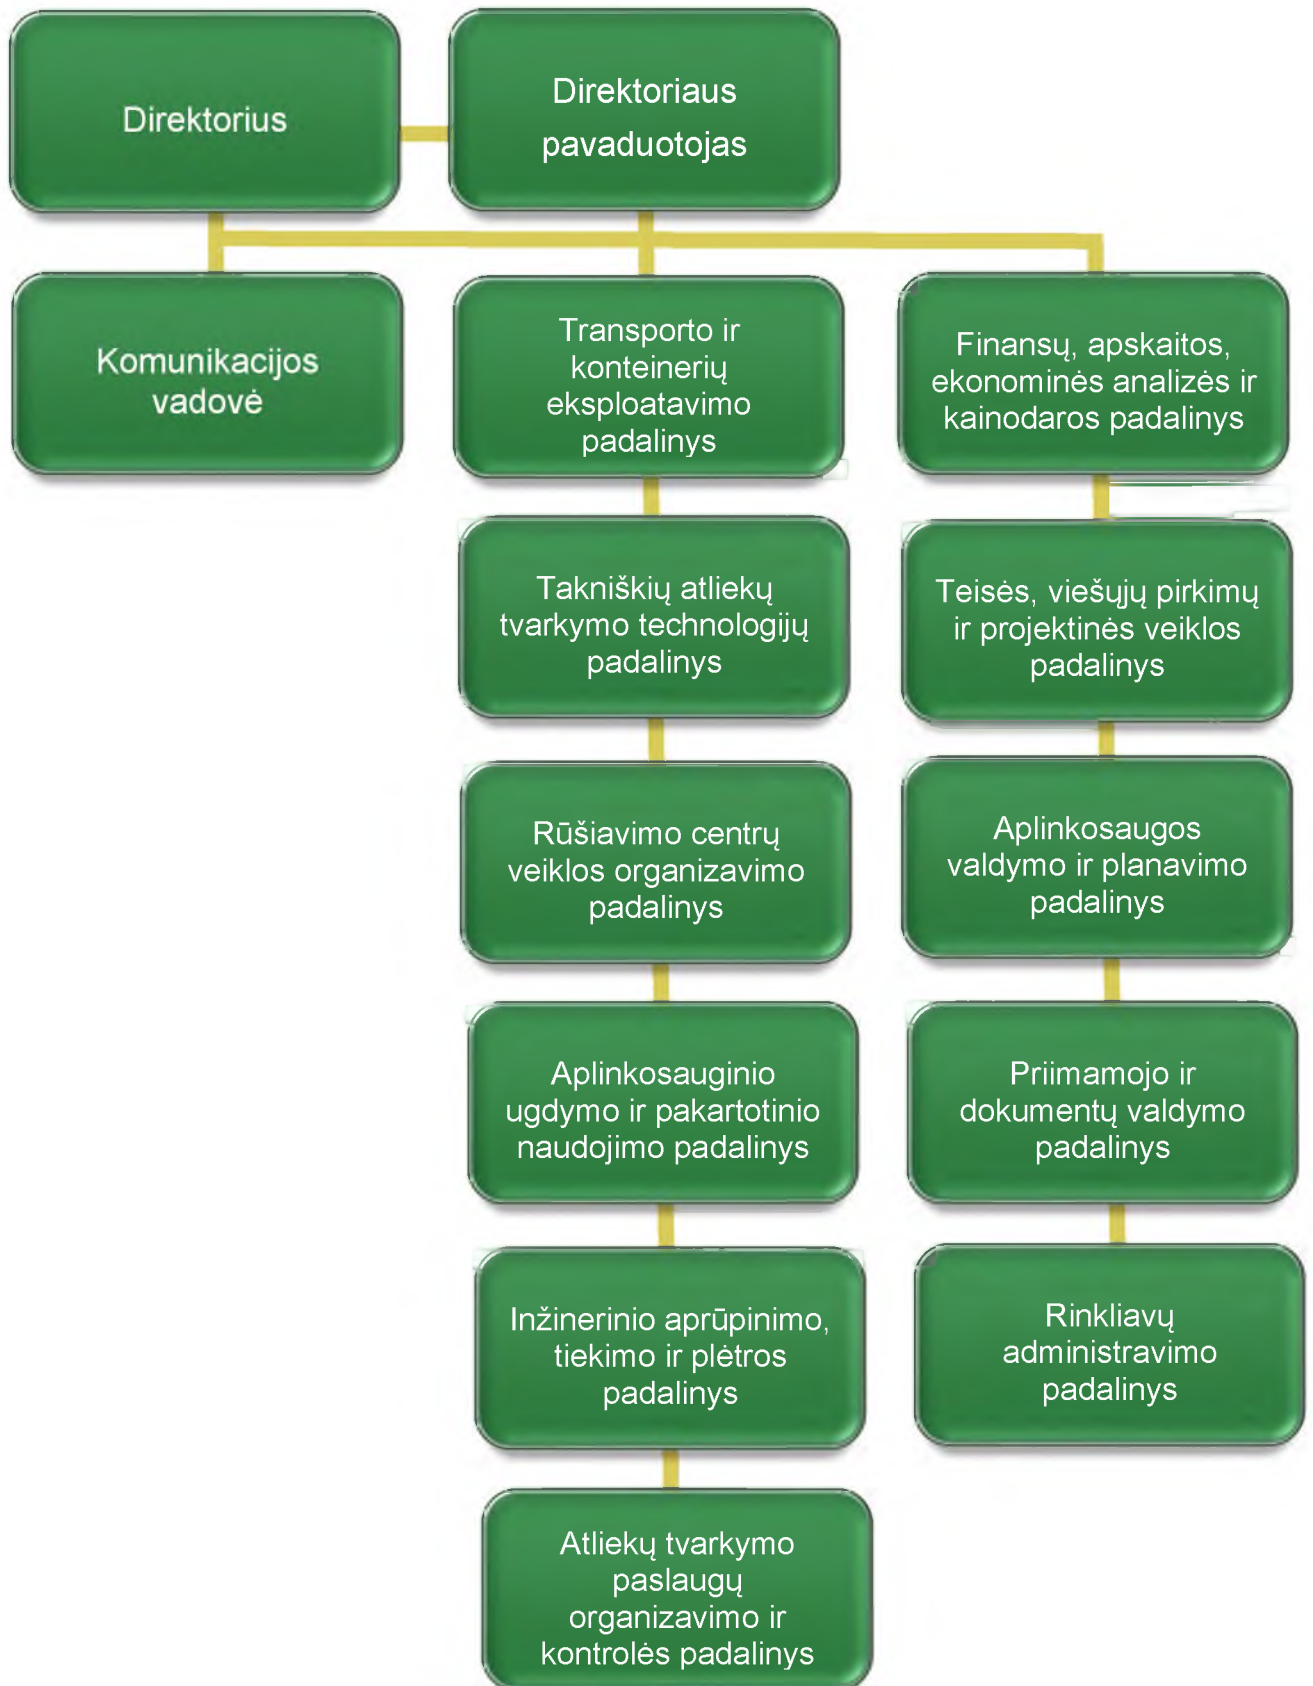 Direktorius
Direktoriaus
pavaduotojas
Komunikacijos
vadovė
Transporto ir
konteinerių
eksploatavimo
padalinys
Takniškių atliekų
tvarkymo technologijų
padalinys
Rūšiavimo centrų
veiklos organizavimo
padalinys
Aplinkosauginio
ugdymo ir pakartotinio
naudojimo padalinys
Inžinerinio aprūpinimo,
tiekimo ir plėtros
padalinys
Atliekų tvarkymo
paslaugų
organizavimo ir
kontrolės padalinys
Finansų, apskaitos,
ekonominės analizės ir
kainodaros padalinys
Teisės, viešųjų pirkimų
ir projektinės veiklos
padalinys
Aplinkosaugos
valdymo ir planavimo
padalinys
Priimamojo ir
dokumentų valdymo
padalinys
Rinkliavų
administravimo
padalinys